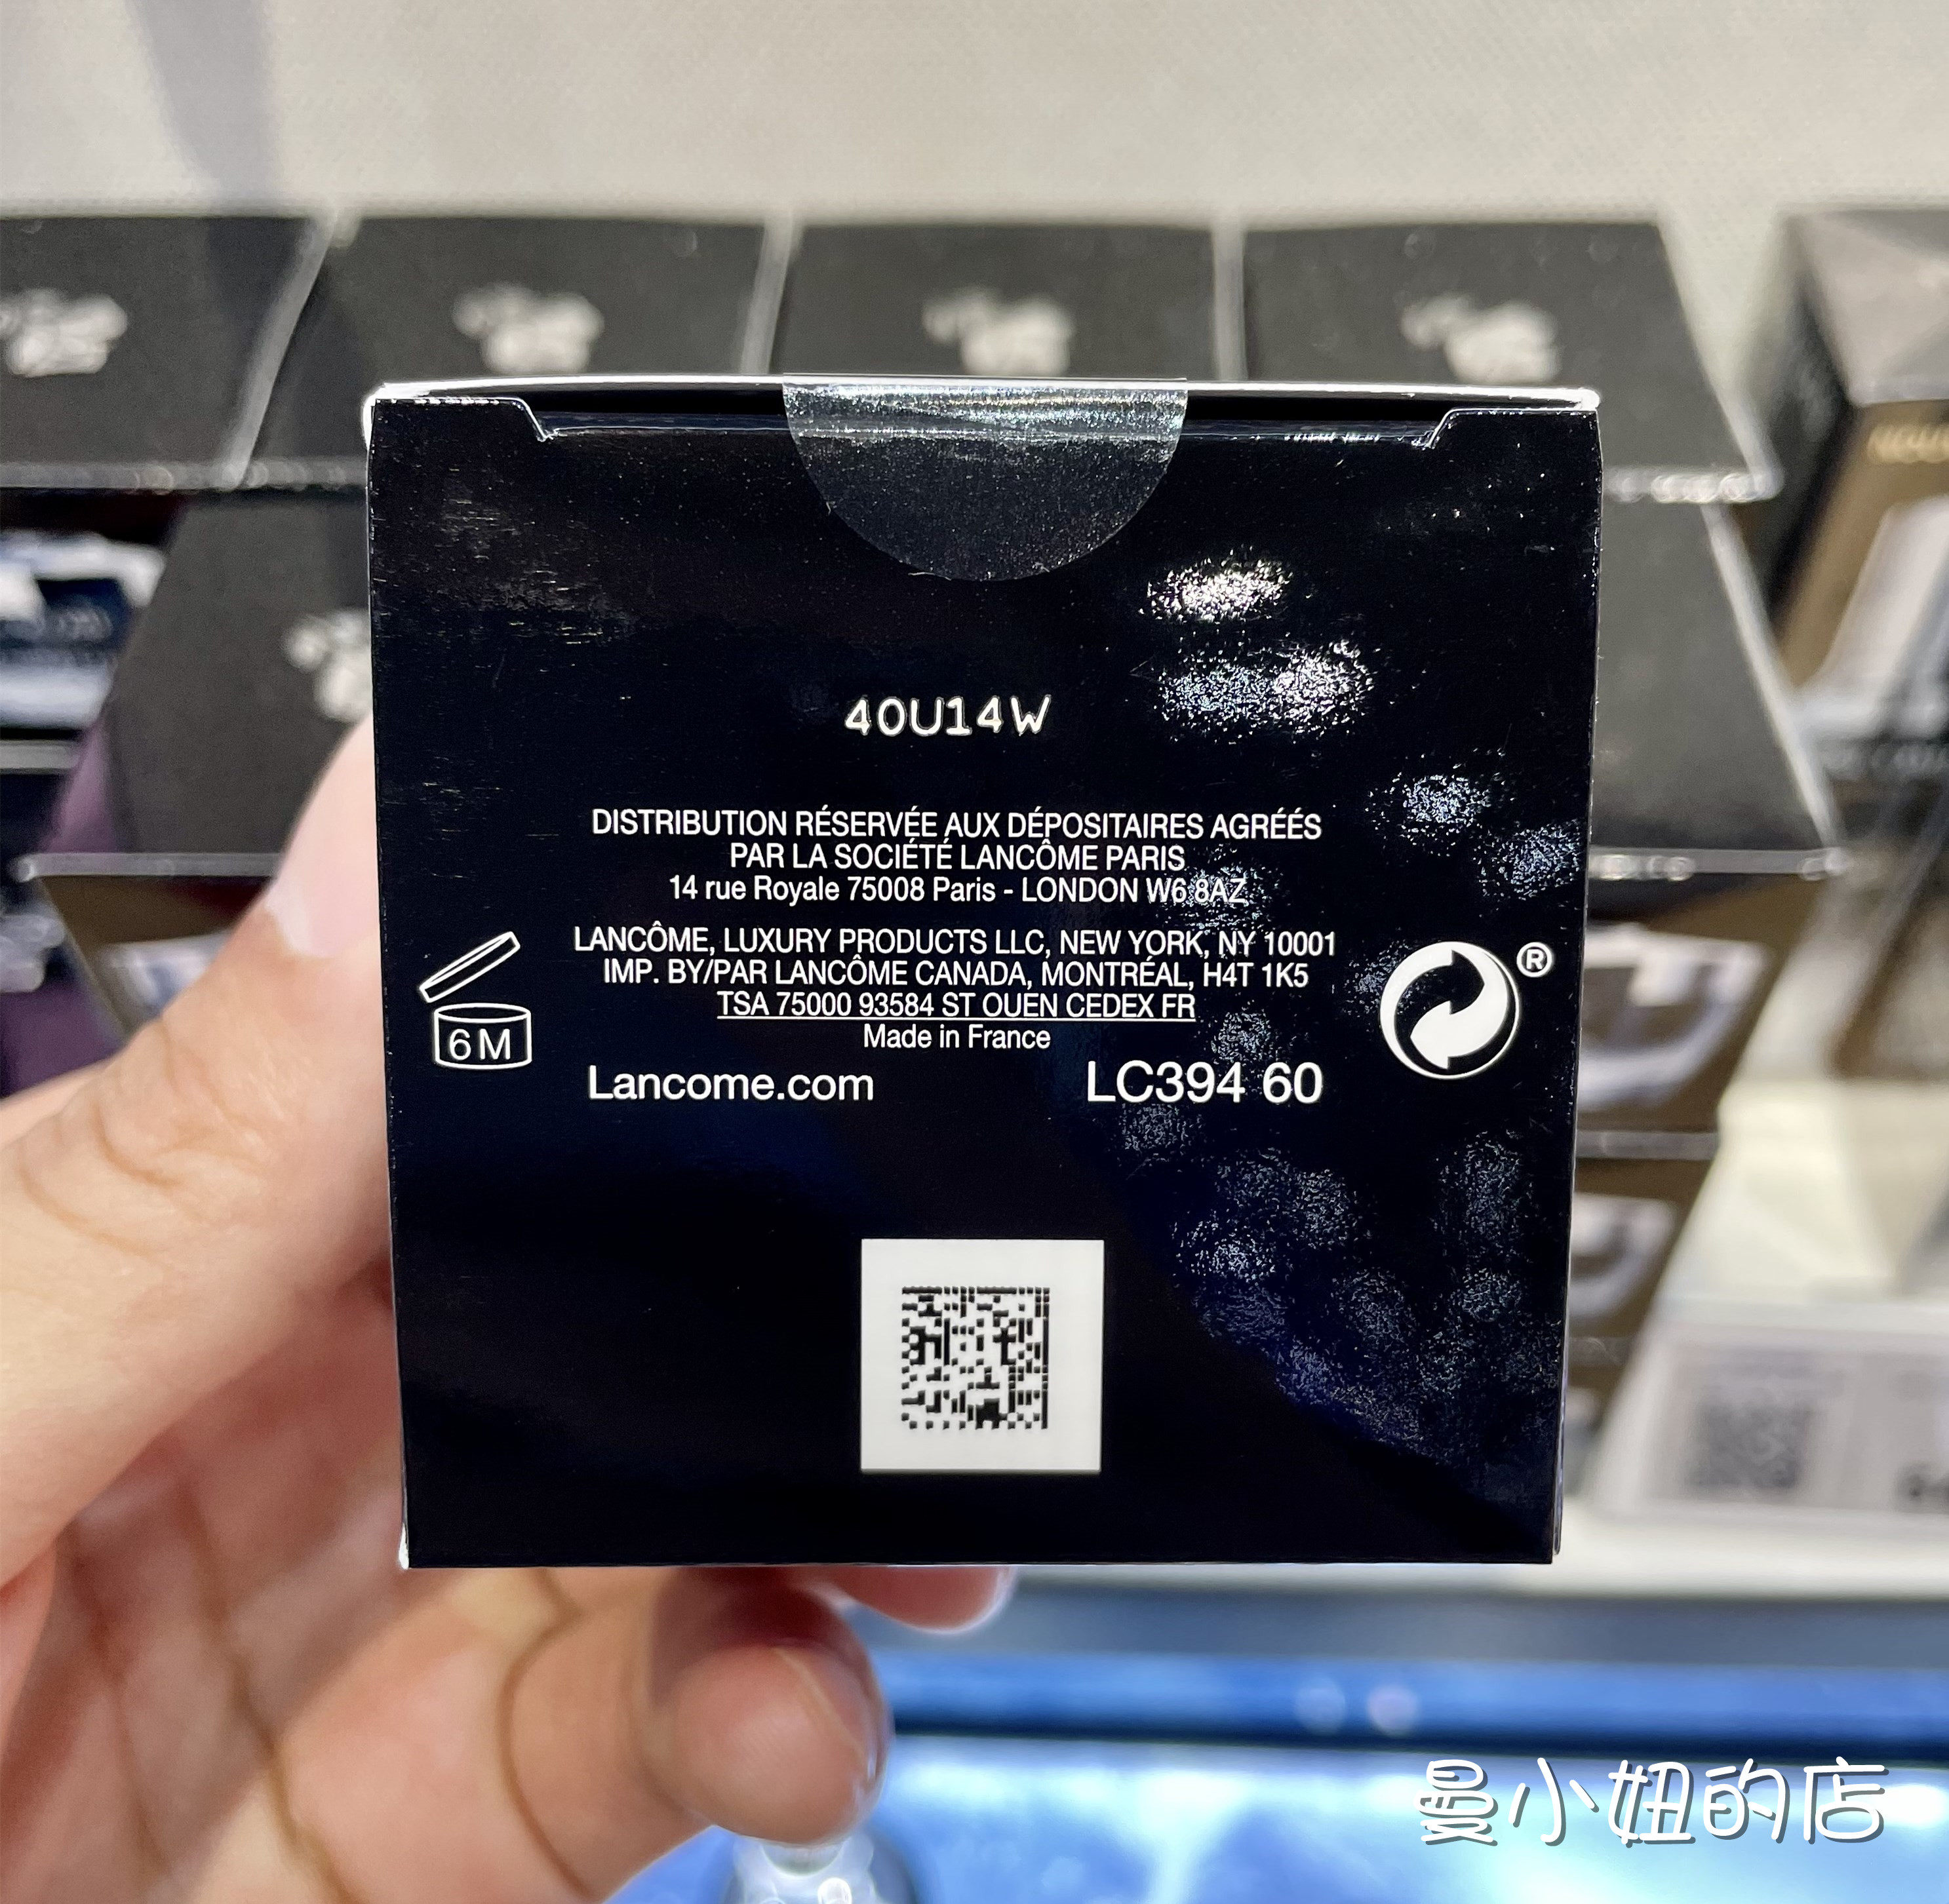 40U14W
DISTRIBUTION RÉSERVÉE AUX DÉPOSITAIRES AGRÉÉS
PAR LA SOCIÉTÉ LANCÔME PARIS
14 rue Royale 75008 Paris - LONDON W6 8AZ
LANCÔME, LUXURY PRODUCTS LLC, NEW YORK, NY 10001
IMP. BY/PAR LANCÔME CANADA, MONTRÉAL, H4T 1K5
TSA 75000 93584 ST OUEN CEDEX FR
Made in France
6M
®
Lancome.com LC394 60
曼小妞的店